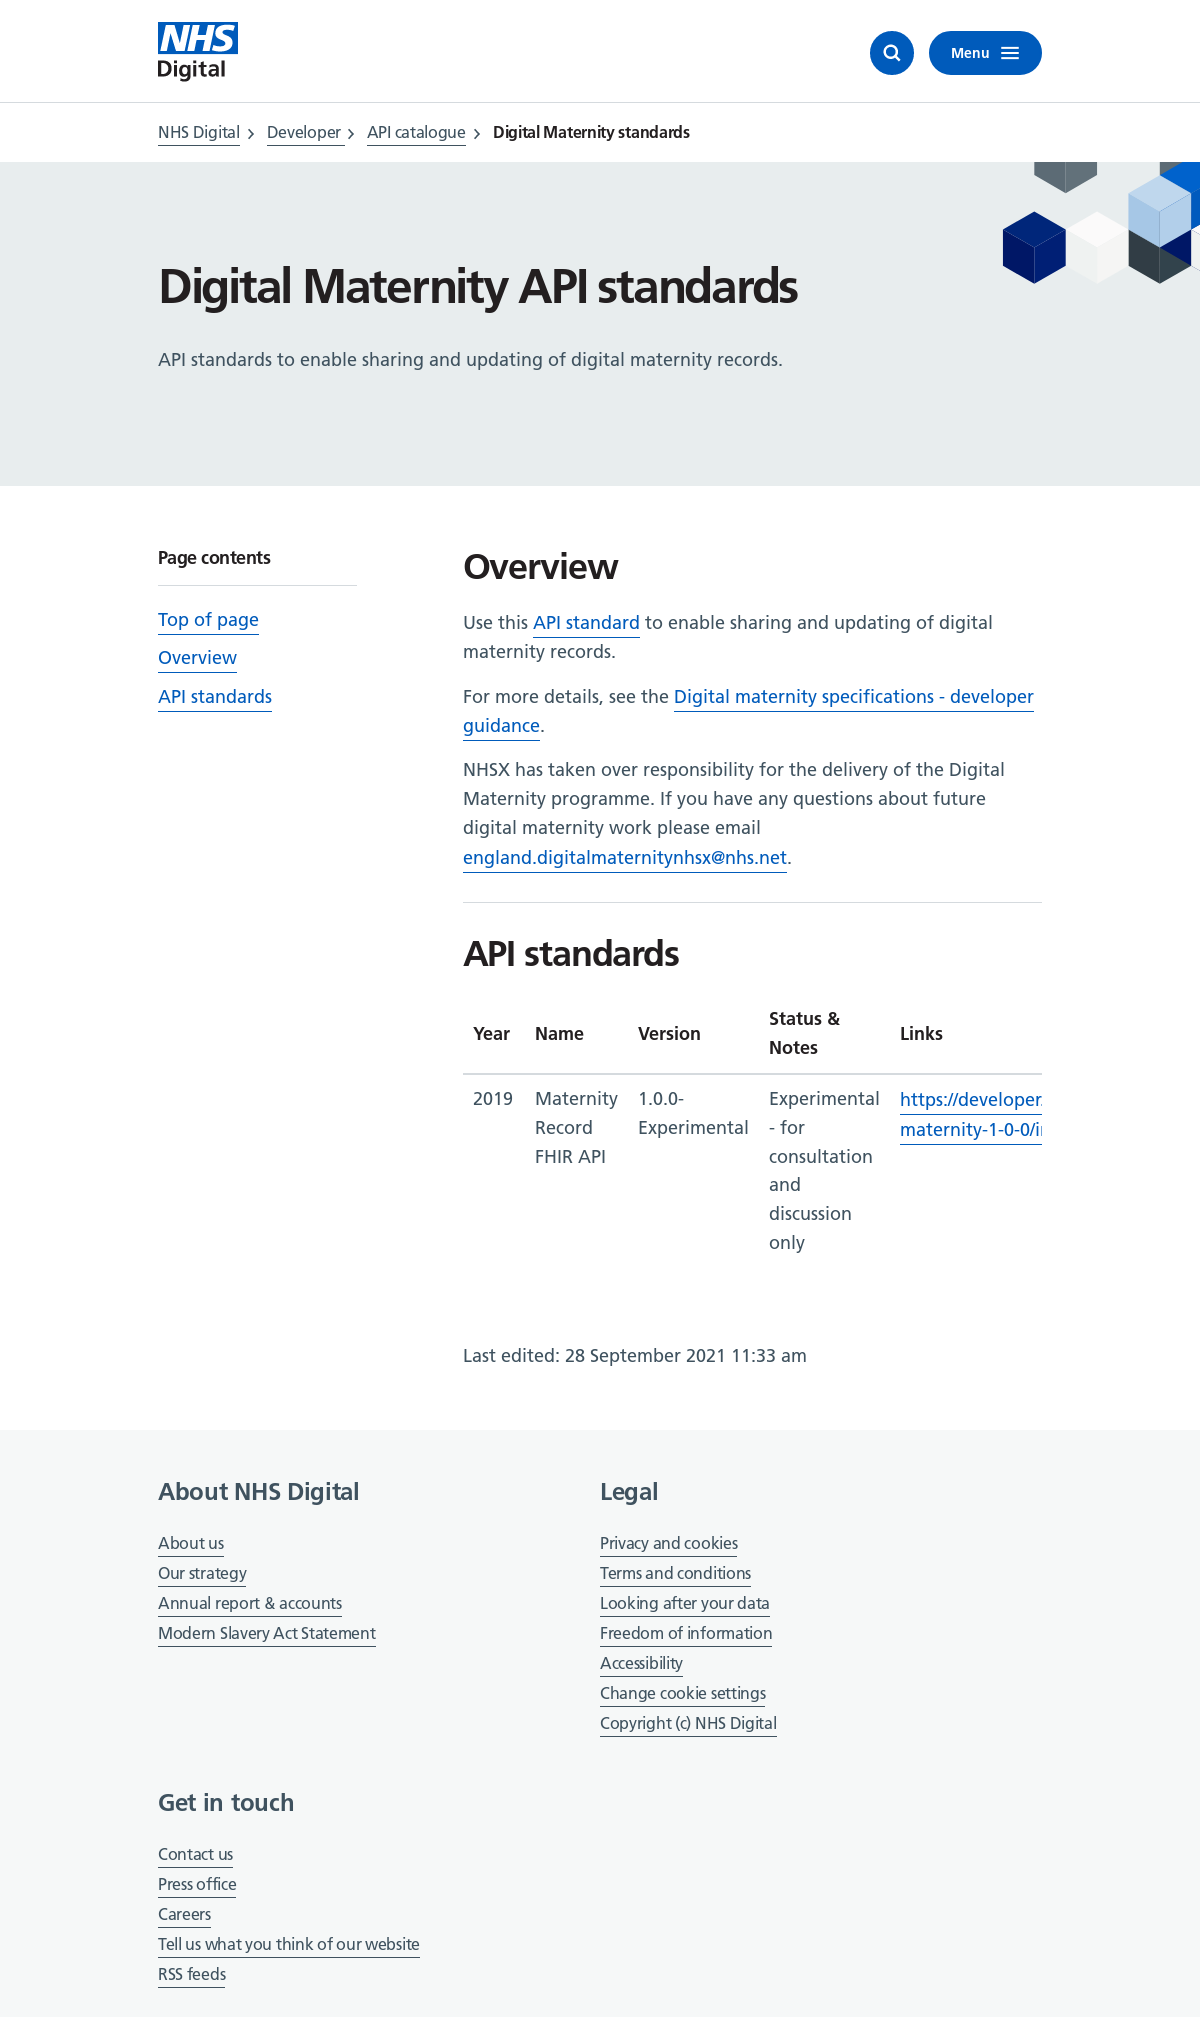 NHS
Digital
Menu
NHS Digital
Developer
API catalogue
Digital Maternity standards
Digital Maternity API standards
API standards to enable sharing and updating of digital maternity records.
Page contents
Top of page
Overview
API standards
Overview
Use this API standard to enable sharing and updating of digital
maternity records.
For more details, see the Digital maternity specifications - developer
guidance.
NHSX has taken over responsibility for the delivery of the Digital
Maternity programme. If you have any questions about future
digital maternity work please email
england.digitalmaternitynhsx@nhs.net.
API standards
Year
Name
Version
Status &
Notes
Links
2019
Maternity
Record
FHIR API
1.0.0-
Experimental
Experimental
- for
consultation
and
discussion
only
https://developer.
maternity-1-0-0/i
Last edited: 28 September 2021 11:33 am
About NHS Digital
About us
Our strategy
Annual report & accounts
Modern Slavery Act Statement
Legal
Privacy and cookies
Terms and conditions
Looking after your data
Freedom of information
Accessibility
Change cookie settings
Copyright (c) NHS Digital
Get in touch
Contact us
Press office
Careers
Tell us what you think of our website
RSS feeds